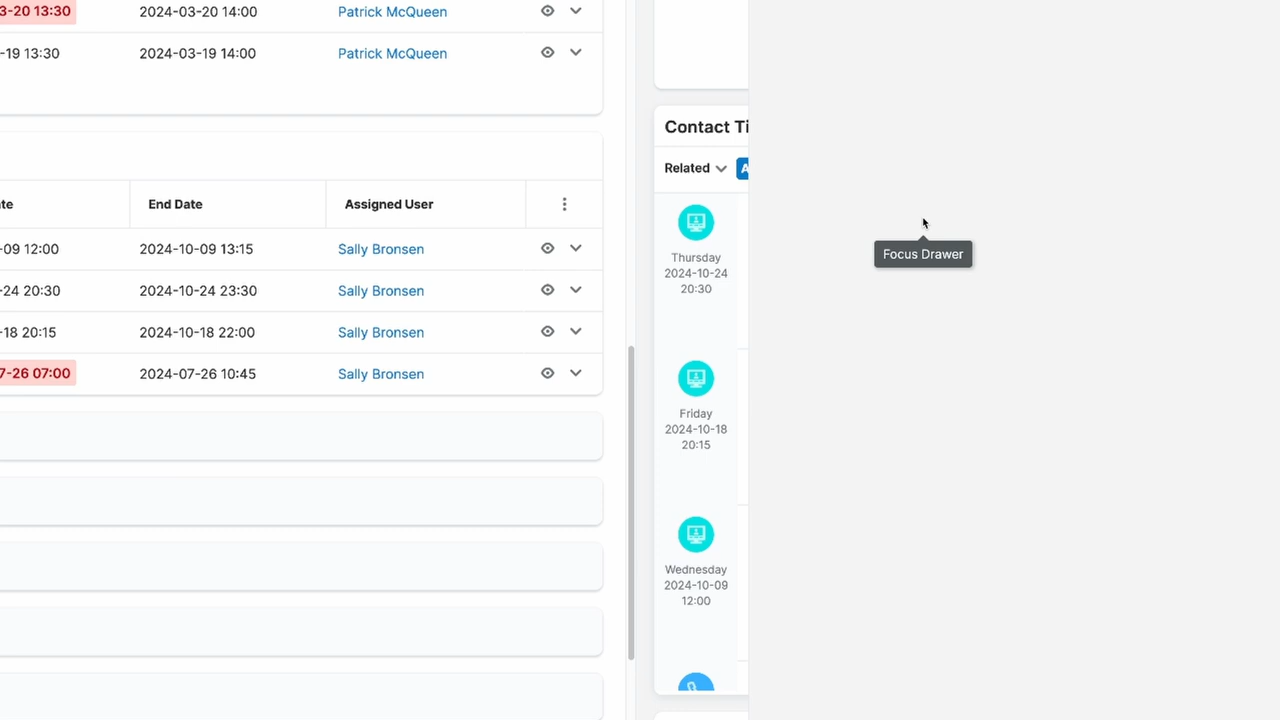 3-20 13:30 2024-03-20 14:00 Patrick McQueen
-19 13:30 2024-03-19 14:00 Patrick McQueen
te End Date Assigned User
-09 12:00 2024-10-09 13:15 Sally Bronsen
-24 20:30 2024-10-24 23:30 Sally Bronsen
-18 20:15 2024-10-18 22:00 Sally Bronsen
7-26 07:00 2024-07-26 10:45 Sally Bronsen
Contact Ti
Related A
Thursday
2024-10-24
20:30
Friday
2024-10-18
20:15
Wednesday
2024-10-09
12:00
Focus Drawer